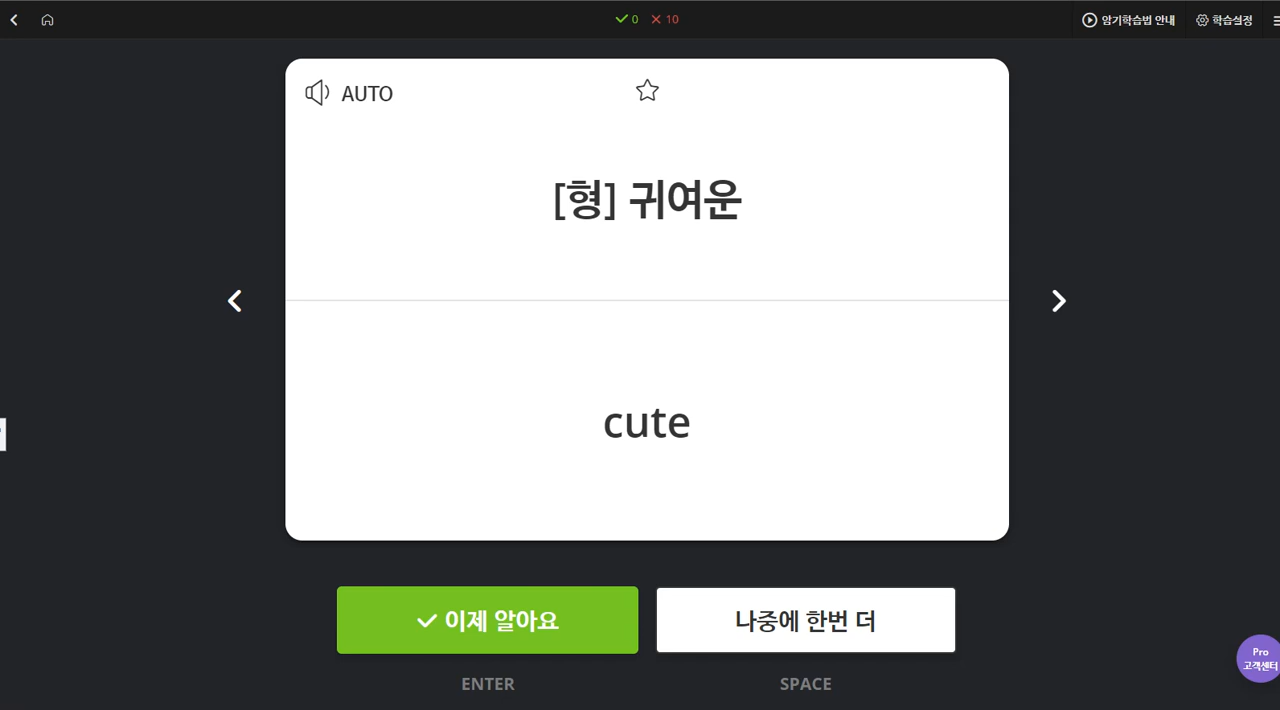 0 10 암기학습법 안내 학습설정
AUTO
[형] 귀여운
cute
이제 알아요 나중에 한번 더
ENTER SPACE
Pro
고객센터